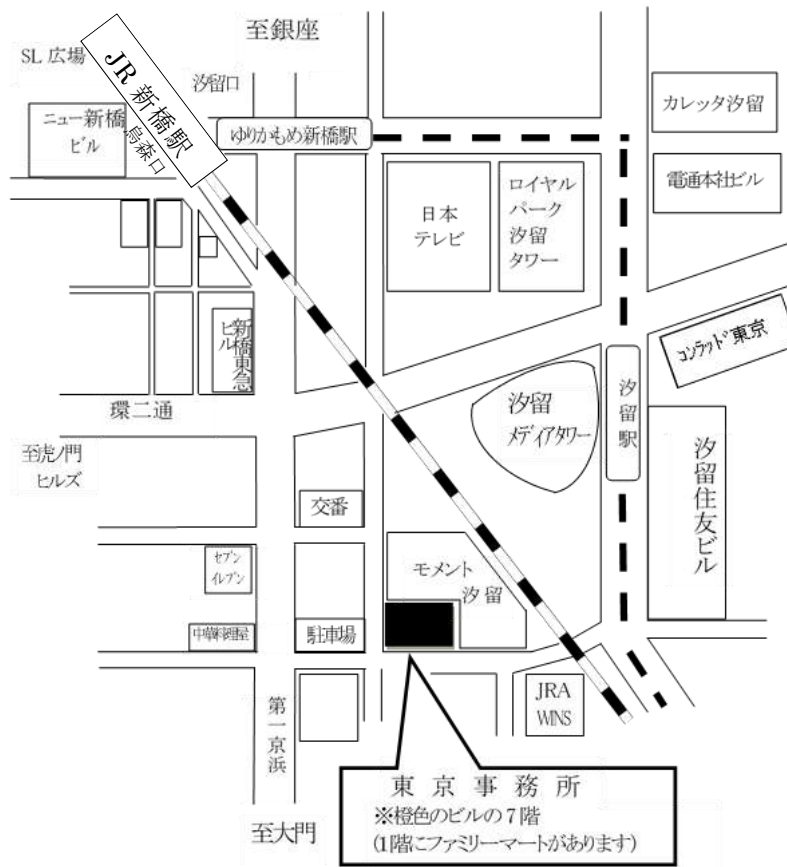 至銀座
SL 広場
JR 新橋駅
烏森口
汐留口
ニュー新橋
ビル
ゆりかもめ新橋駅
カレッタ汐留
電通本社ビル
日本
テレビ
ロイヤル
パーク
汐留
タワー
コンラッド東京
新橋東急
ビル
汐留
メディアタワー
汐留駅
環二通
至虎ノ門
ヒルズ
汐留住友ビル
交番
セブン
イレブン
モメント
汐留
中華料理屋
駐車場
第一京浜
JRA
WINS
東京事務所
※橙色のビルの7階
(1階にファミリーマートがあります)
至大門